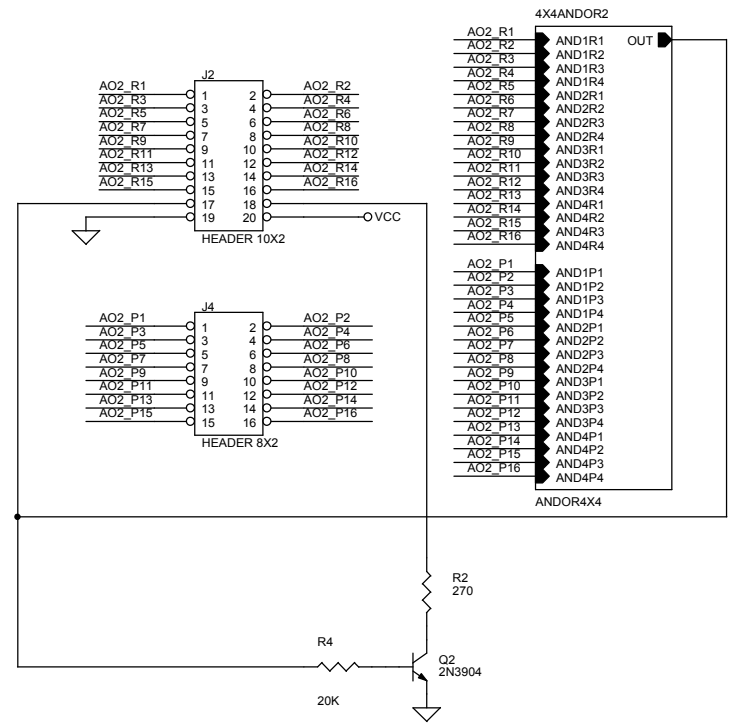 4X4ANDOR2
AO2_R1 AND1R1 OUT
AO2_R2 AND1R2
AO2_R3 AND1R3
AO2_R4 AND1R4
AO2_R5 AND2R1
AO2_R6 AND2R2
AO2_R7 AND2R3
AO2_R8 AND2R4
AO2_R9 AND3R1
AO2_R10 AND3R2
AO2_R11 AND3R3
AO2_R12 AND3R4
AO2_R13 AND4R1
AO2_R14 AND4R2
AO2_R15 AND4R3
AO2_R16 AND4R4
AO2_P1 AND1P1
AO2_P2 AND1P2
AO2_P3 AND1P3
AO2_P4 AND1P4
AO2_P5 AND2P1
AO2_P6 AND2P2
AO2_P7 AND2P3
AO2_P8 AND2P4
AO2_P9 AND3P1
AO2_P10 AND3P2
AO2_P11 AND3P3
AO2_P12 AND3P4
AO2_P13 AND4P1
AO2_P14 AND4P2
AO2_P15 AND4P3
AO2_P16 AND4P4
ANDOR4X4
J2
AO2_R1 1 2 AO2_R2
AO2_R3 3 4 AO2_R4
AO2_R5 5 6 AO2_R6
AO2_R7 7 8 AO2_R8
AO2_R9 9 10 AO2_R10
AO2_R11 11 12 AO2_R12
AO2_R13 13 14 AO2_R14
AO2_R15 15 16 AO2_R16
17 18
19 20 VCC
HEADER 10X2
J4
AO2_P1 1 2 AO2_P2
AO2_P3 3 4 AO2_P4
AO2_P5 5 6 AO2_P6
AO2_P7 7 8 AO2_P8
AO2_P9 9 10 AO2_P10
AO2_P11 11 12 AO2_P12
AO2_P13 13 14 AO2_P14
AO2_P15 15 16 AO2_P16
HEADER 8X2
R2
270
R4
20K
Q2
2N3904